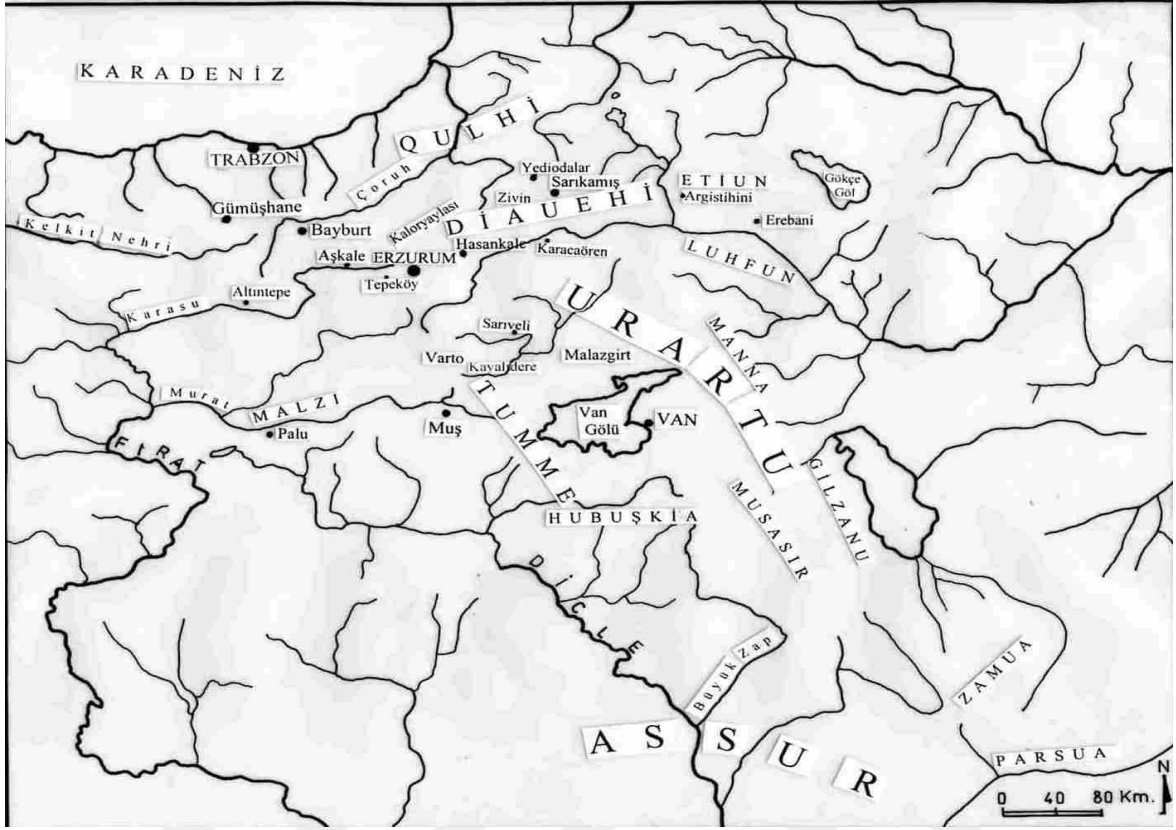 KARADENİZ
QULHİ
TRABZON
Çoruh
Yediodalar
Sarıkamış
Zivin
ETİUN
Argistihini
Gökçe
Göl
Gümüşhane
Kelkit Nehri
Bayburt
Kaloryaylası
DİAUEHİ
Erebani
Hasankale
Karacaören
LUHFUN
Aşkale
ERZURUM
Tepeköy
Altıntepe
Karasu
URARTU
Sarıveli
MANNA
Varto
Kayalıdere
Malazgirt
Murat
MALZI
TUMME
Muş
Van
Gölü
VAN
Palu
FIRAT
GİLZANU
MUSASIR
HUBUŞKİA
DİCLE
Büyük Zap
ZAMUA
ASSUR
PARSUA
N
0 40 80 Km.